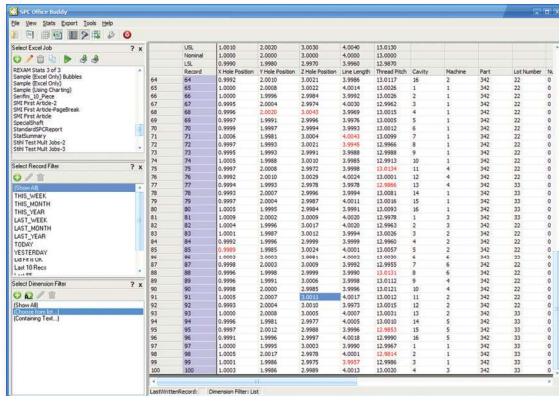 SPC Office Buddy
File View Stats Export Tools Help
Select Excel Job ? x
REXAM Stats 3 of 3
Sample (Excel Only) Bubbles
Sample (Excel Only)
Sample (Using Charting)
Senfini_10_Piece
SMI First Article-2
SMI First Article-PageBreak
SMI First Article
SpecialShaft
StandardSPCReport
StatSummary
Stihl Test Mult Jobs-2
Stihl Test Mult Jobs-3
Select Record Filter ? x
(Show All)
THIS_WEEK
THIS_MONTH
THIS_YEAR
LAST_WEEK
LAST_MONTH
LAST_YEAR
TODAY
YESTERDAY
Last 10 Recs
Select Dimension Filter ? x
(Show All)
(Choose from list...)
(Containing Text...)
USL 1.0010 2.0020 3.0030 4.0040 13.0130
Nominal 1.0000 2.0000 3.0000 4.0000 13.0000
LSL 0.9990 1.9980 2.9970 3.9960 12.9870
Record X Hole Position Y Hole Position Z Hole Position Line Length Thread Pitch Cavity Machine Part Lot Number
64 64 1.0003 1.9996 3.0021 3.9986 13.0117 16 2 342 22 0
65 65 1.0000 2.0008 3.0022 4.0014 13.0026 1 1 342 22 0
66 66 1.0000 1.9996 2.9984 3.9992 13.0026 2 1 342 22 0
67 67 0.9995 2.0004 2.9974 4.0030 12.9962 3 1 342 22 0
68 68 0.9996 2.0020 3.0043 3.9969 13.0015 4 1 342 22 0
69 69 0.9997 1.9991 2.9996 3.9976 13.0005 5 1 342 22 0
70 70 0.9999 1.9997 2.9994 3.9993 13.0012 6 1 342 22 0
71 71 1.0006 1.9981 3.0004 4.0043 13.0099 7 1 342 22 0
72 72 0.9997 1.9993 3.0021 3.9945 12.9966 8 1 342 22 0
73 73 0.9995 1.9993 2.9991 3.9988 12.9988 9 1 342 22 0
74 74 1.0005 1.9988 3.0010 3.9985 12.9913 10 1 342 22 0
75 75 0.9997 2.0008 2.9972 3.9998 13.0134 11 4 342 22 0
76 76 0.9992 2.0010 3.0029 4.0024 13.0001 12 4 342 22 0
77 77 0.9994 1.9993 2.9978 3.9978 12.9866 13 4 342 33 0
78 78 0.9993 2.0007 2.9996 3.9994 13.0081 14 1 342 33 0
79 79 0.9997 2.0004 2.9987 4.0011 13.0016 15 1 342 33 0
80 80 1.0005 1.9995 2.9984 3.9991 13.0093 16 1 342 33 0
81 81 1.0009 2.0002 3.0009 4.0020 12.9978 1 3 342 22 0
82 82 1.0004 1.9996 3.0017 4.0020 12.9963 2 3 342 22 0
83 83 1.0001 1.9987 3.0012 3.9994 13.0026 3 2 342 22 0
84 84 0.9992 1.9996 2.9999 3.9999 12.9960 4 2 342 22 0
85 85 0.9989 1.9985 3.0024 4.0001 13.0057 5 2 342 22 0
87 87 0.9998 2.0003 3.0009 3.9992 12.9955 7 6 342 22 0
88 88 0.9996 1.9998 2.9999 3.9990 13.0131 8 6 342 33 0
89 89 0.9996 1.9991 3.0006 3.9998 13.0112 9 6 342 22 0
90 90 0.9998 2.0000 2.9985 3.9996 13.0121 10 4 342 22 0
91 91 1.0005 2.0007 3.0011 4.0017 13.0012 11 2 342 22 0
92 92 0.9993 2.0004 3.0010 3.9973 13.0015 12 2 342 33 0
93 93 1.0000 2.0008 3.0005 4.0007 13.0031 13 2 342 33 0
94 94 0.9996 1.9981 2.9977 4.0005 13.0010 14 5 342 33 0
95 95 0.9997 2.0012 2.9988 3.9996 12.9853 15 5 342 33 0
96 96 0.9991 1.9996 2.9997 4.0018 12.9990 16 5 342 33 0
97 97 1.0000 1.9995 3.0003 3.9990 12.9967 1 1 342 22 0
98 98 1.0005 2.0017 2.9978 4.0001 12.9814 2 1 342 33 0
99 99 1.0001 1.9986 2.9975 3.9957 12.9986 3 1 342 22 0
100 100 1.0003 1.9986 2.9989 4.0013 13.0020 4 3 342 22 0
LastWrittenRecord: Dimension Filter: List